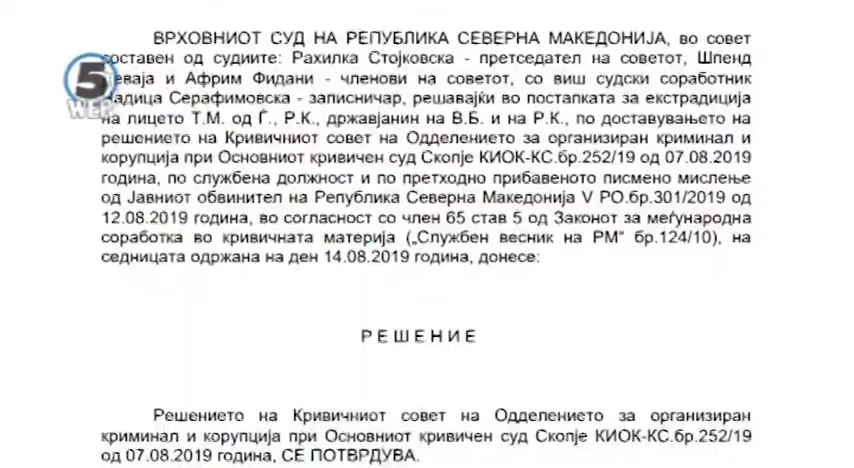 ВРХОВНИОТ СУД НА РЕПУБЛИКА СЕВЕРНА МАКЕДОНИЈА, во совет
составен од судиите: Рахилка Стојковска - претседател на советот, Шпенд
и Африм Фидани - членови на советот, со виш судски соработник
Серафимовска - записничар, решавајќи во постапката за екстрадиција
на лицето Т.М. од Ѓ., Р.К., државјанин на В.Б. и на Р.К., по доставувањето на
решението на Кривичниот совет на Одделението за организиран криминал и
корупција при Основниот кривичен суд Скопје КИОК-КС.бр.252/19 од 07.08.2019
година, по службена должност и по претходно прибавеното писмено мислење
од Јавниот обвинител на Република Северна Македонија V РО.бр.301/2019 од
12.08.2019 година, во согласност со член 65 став 5 од Законот за меѓународна
соработка во кривичната материја („Службен весник на РМ“ бр.124/10), на
седницата одржана на ден 14.08.2019 година, донесе:
Р Е Ш Е Н И Е
Решението на Кривичниот совет на Одделението за организиран
криминал и корупција при Основниот кривичен суд Скопје КИОК-КС.бр.252/19
од 07.08.2019 година, СЕ ПОТВРДУВА.
5
WEB